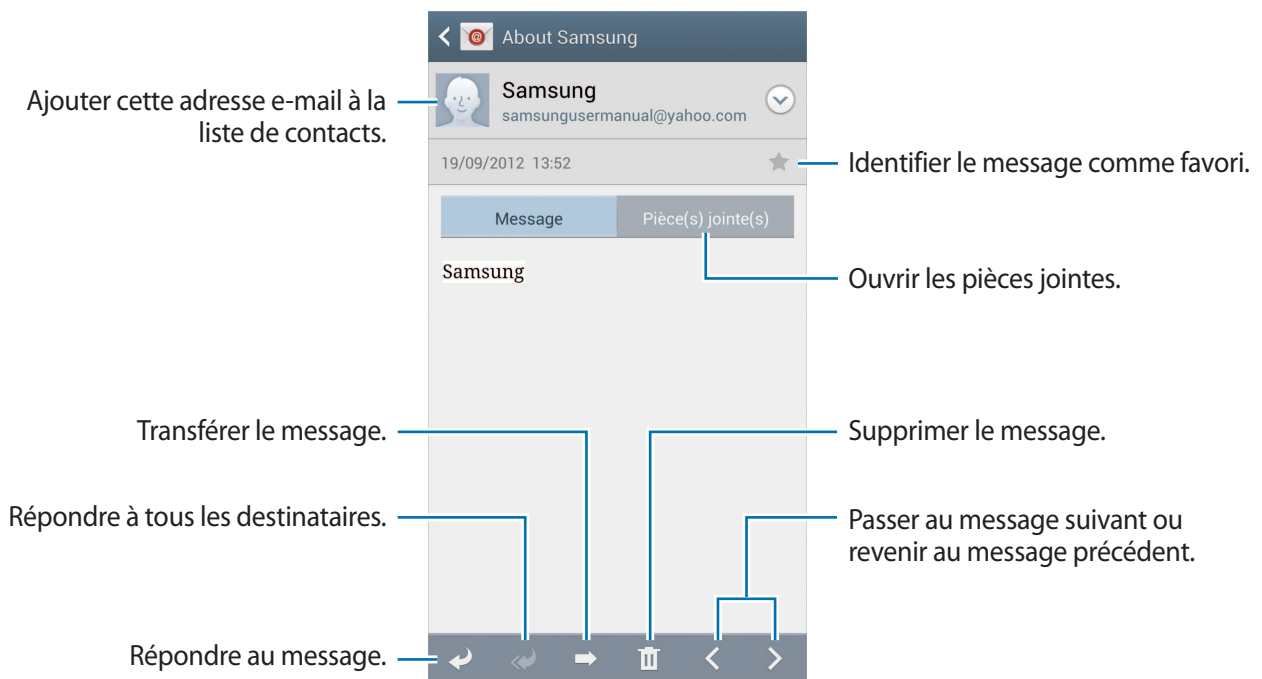 About Samsung
Ajouter cette adresse e-mail à la
liste de contacts.
Samsung
samsungusermanual@yahoo.com
19/09/2012 13:52
Identifier le message comme favori.
Message
Pièce(s) jointe(s)
Samsung
Ouvrir les pièces jointes.
Transférer le message.
Supprimer le message.
Répondre à tous les destinataires.
Passer au message suivant ou
revenir au message précédent.
Répondre au message.